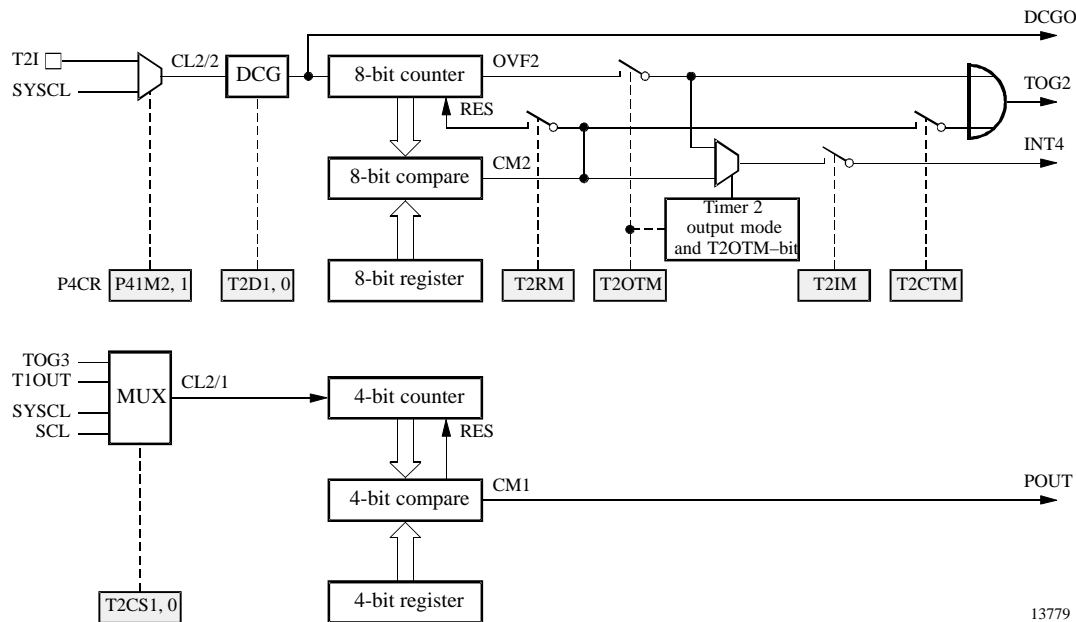 DCGO
T2I
CL2/2
DCG
8-bit counter
OVF2
TOG2
SYSCL
RES
INT4
8-bit compare
CM2
Timer 2
output mode
and T2OTM–bit
P4CR
P41M2, 1
T2D1, 0
8-bit register
T2RM
T2OTM
T2IM
T2CTM
TOG3
T1OUT
SYSCL
SCL
MUX
CL2/1
4-bit counter
RES
4-bit compare
CM1
POUT
T2CS1, 0
4-bit register
13779